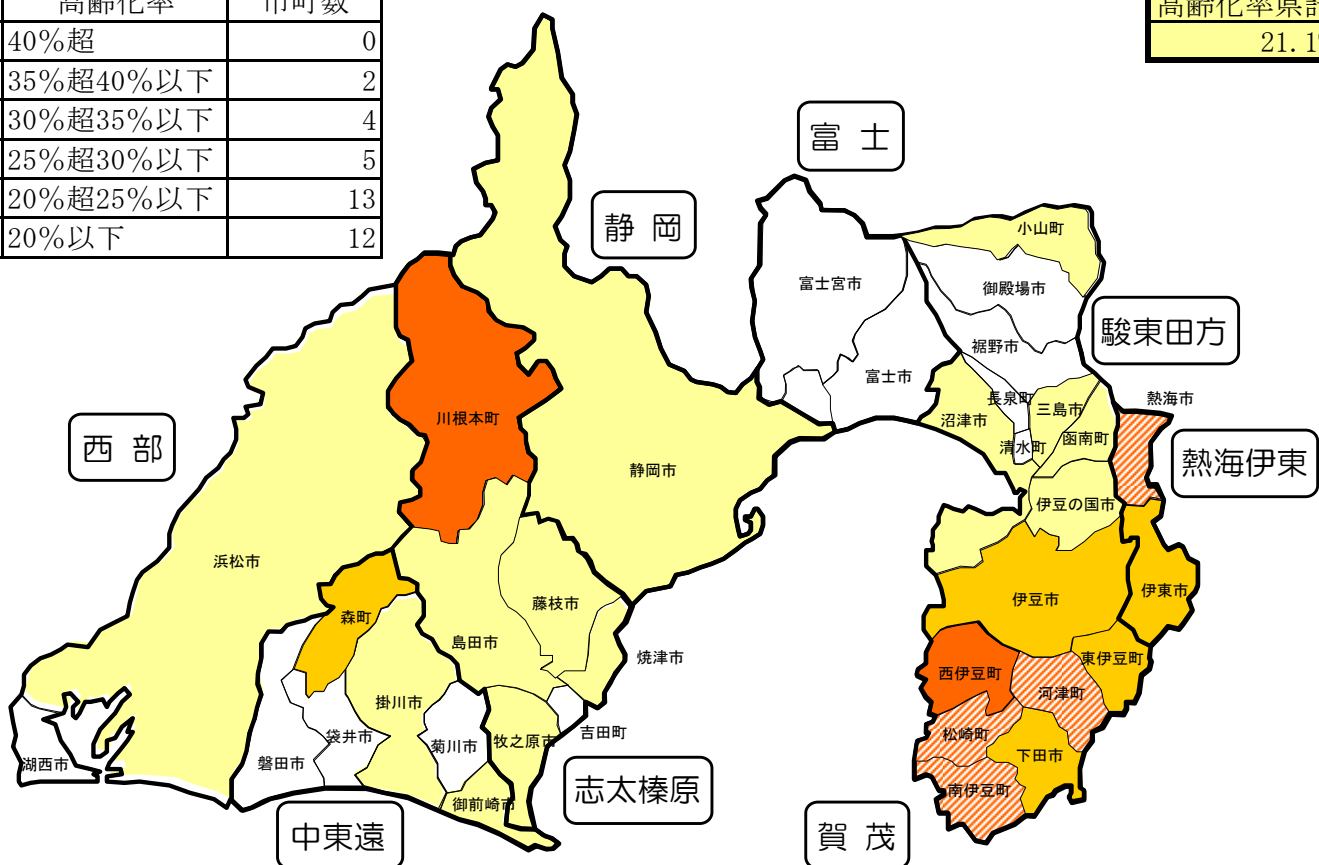 高齢化率 市町数
40％超 0
35％超40％以下 2
30％超35％以下 4
25％超30％以下 5
20％超25％以下 13
20％以下 12
高齢化率県計
21.1
富 士
静 岡
小山町
富士宮市
御殿場市
駿東田方
裾野市
富士市
長泉町
熱海市
三島市
川根本町
沼津市
函南町
清水町
西 部
静岡市
熱海伊東
伊豆の国市
浜松市
伊東市
伊豆市
藤枝市
森町
島田市
焼津市
東伊豆町
西伊豆町
河津町
掛川市
吉田町
松崎町
袋井市
牧之原市
菊川市
下田市
磐田市
湖西市
志太榛原
南伊豆町
御前崎市
中東遠
賀 茂